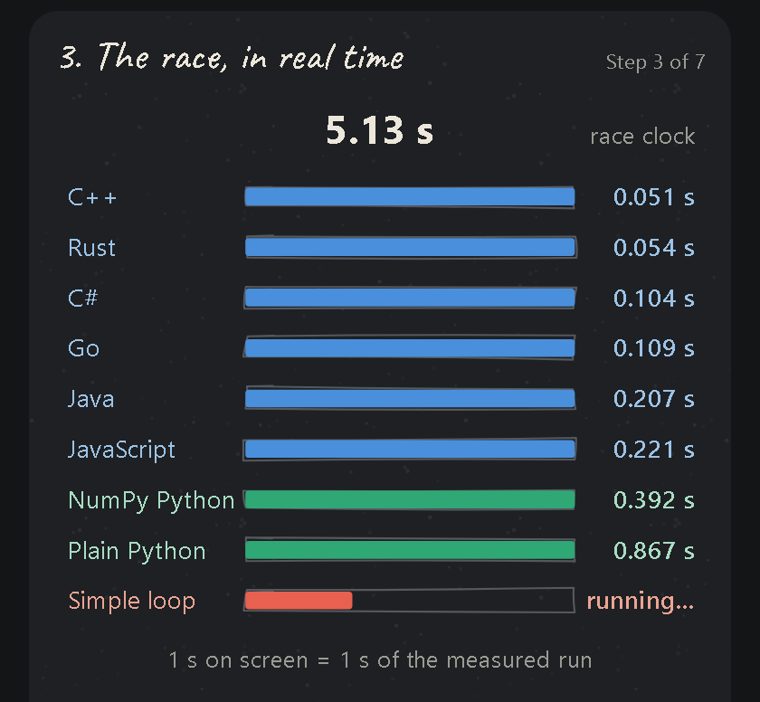 3. The race, in real time
Step 3 of 7
5.13 s
race clock
C++ 0.051 s
Rust 0.054 s
C# 0.104 s
Go 0.109 s
Java 0.207 s
JavaScript 0.221 s
NumPy Python 0.392 s
Plain Python 0.867 s
Simple loop running...
1 s on screen = 1 s of the measured run